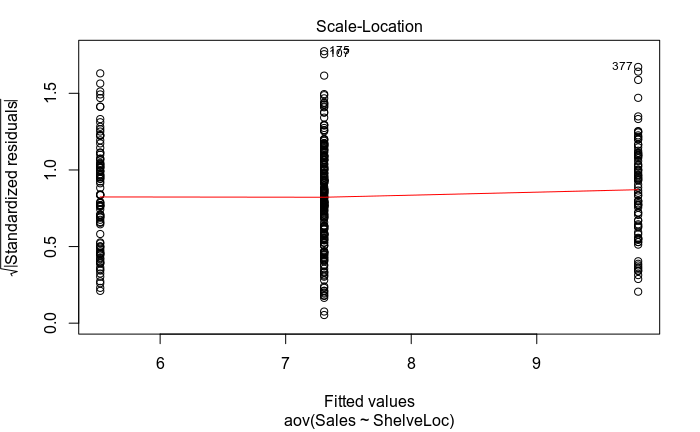 Scale-Location
175
107
377
1.5
1.0
0.5
0.0
√|Standardized residuals|
6 7 8 9
Fitted values
aov(Sales ~ ShelveLoc)